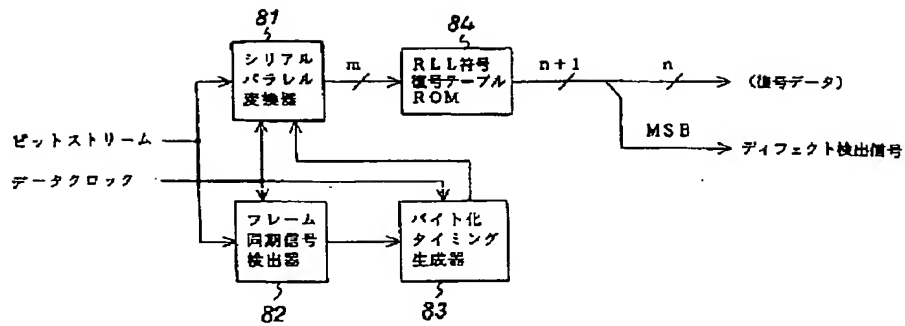 81
シリアル
パラレル
変換器
m
84
RLL符号
復号テーブル
ROM
n+1
n
(復号データ)
MSB
ディフェクト検出信号
ビットストリーム
データクロック
フレーム
同期信号
検出器
82
バイト化
タイミング
生成器
83